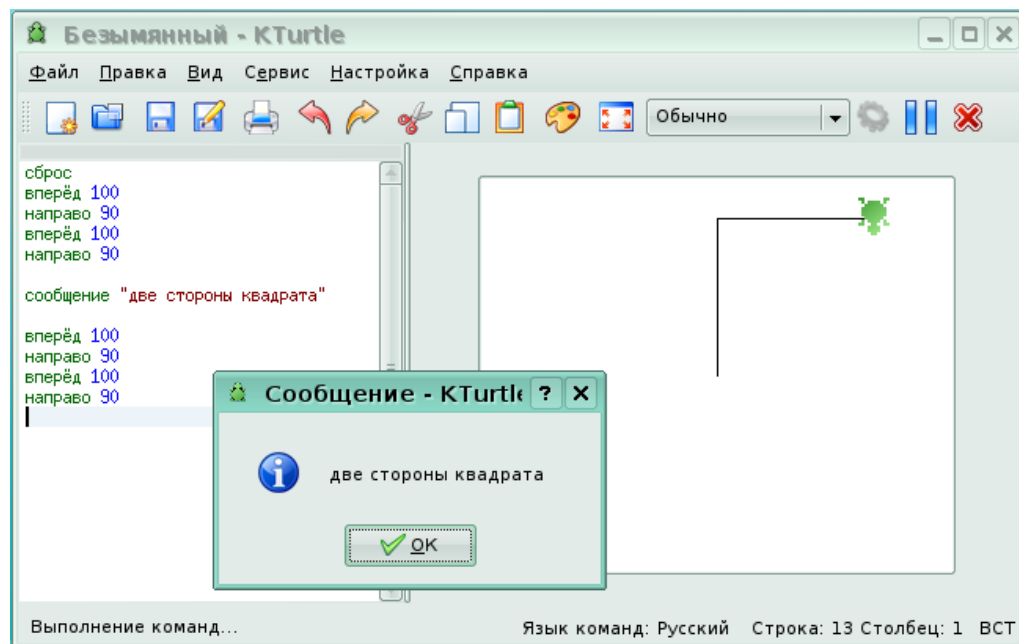 Безымянный - KTurtle
Файл Правка Вид Сервис Настройка Справка
Обычно
сброс
вперёд 100
направо 90
вперёд 100
направо 90
сообщение "две стороны квадрата"
вперёд 100
направо 90
вперёд 100
направо 90
Сообщение - KTurtle
две стороны квадрата
OK
Выполнение команд...
Язык команд: Русский Строка: 13 Столбец: 1 ВСТ